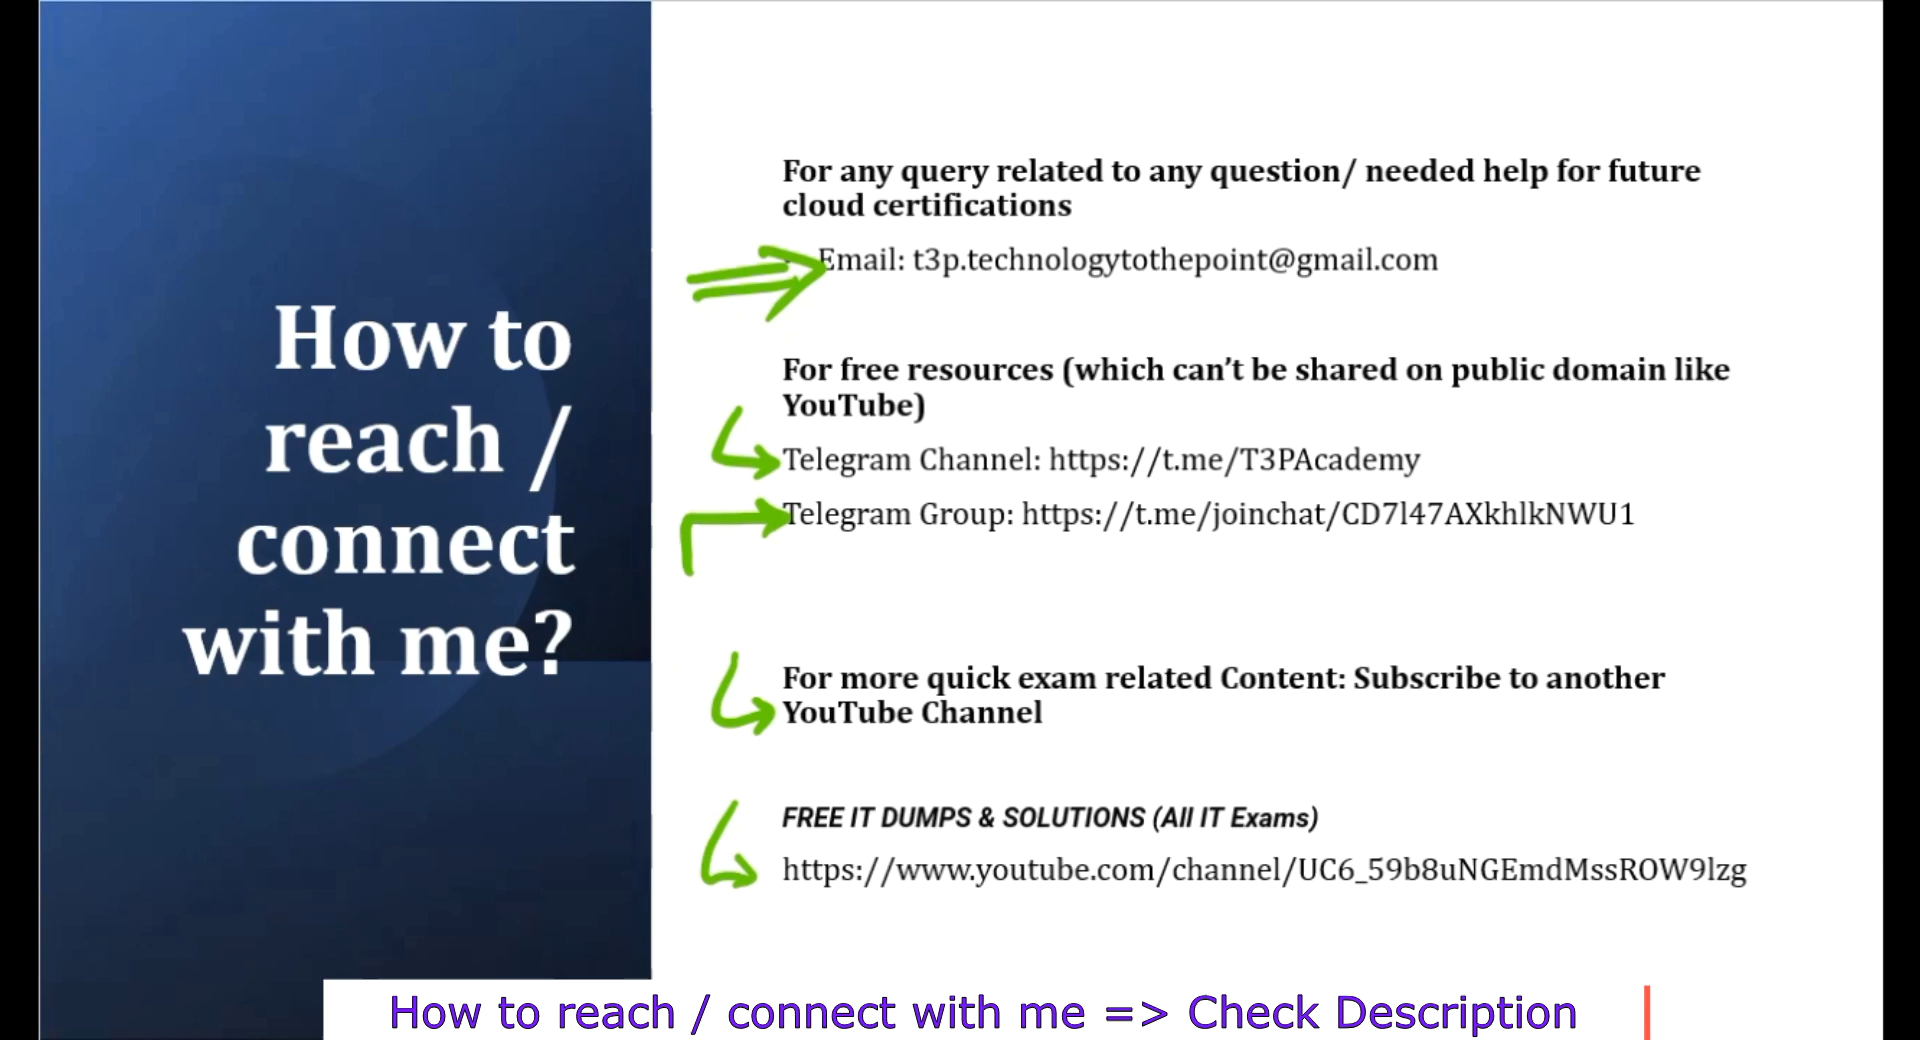 How to
reach /
connect
with me?
For any query related to any question/ needed help for future
cloud certifications
Email: t3p.technologytothepoint@gmail.com
For free resources (which can’t be shared on public domain like
YouTube)
Telegram Channel: https://t.me/T3PAcademy
Telegram Group: https://t.me/joinchat/CD7l47AXkhlkNWU1
For more quick exam related Content: Subscribe to another
YouTube Channel
FREE IT DUMPS & SOLUTIONS (All IT Exams)
https://www.youtube.com/channel/UC6_59b8uNGEmdMssROW9lzg
How to reach / connect with me => Check Description